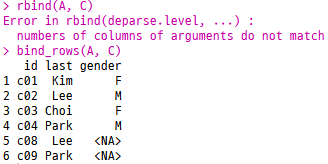 > rbind(A, C)
Error in rbind(deparse.level, ...) :
  numbers of columns of arguments do not match
> bind_rows(A, C)
   id last gender
1 c01  Kim      F
2 c02  Lee      M
3 c03 Choi      F
4 c04 Park      M
5 c08  Lee   <NA>
6 c09 Park   <NA>